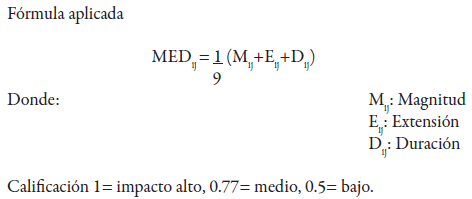 Fórmula aplicada
MEDij = 1 (Mij+Eij+Dij)
9
Donde: Mij: Magnitud
Eij: Extensión
Dij: Duración
Calificación 1= impacto alto, 0.77= medio, 0.5= bajo.